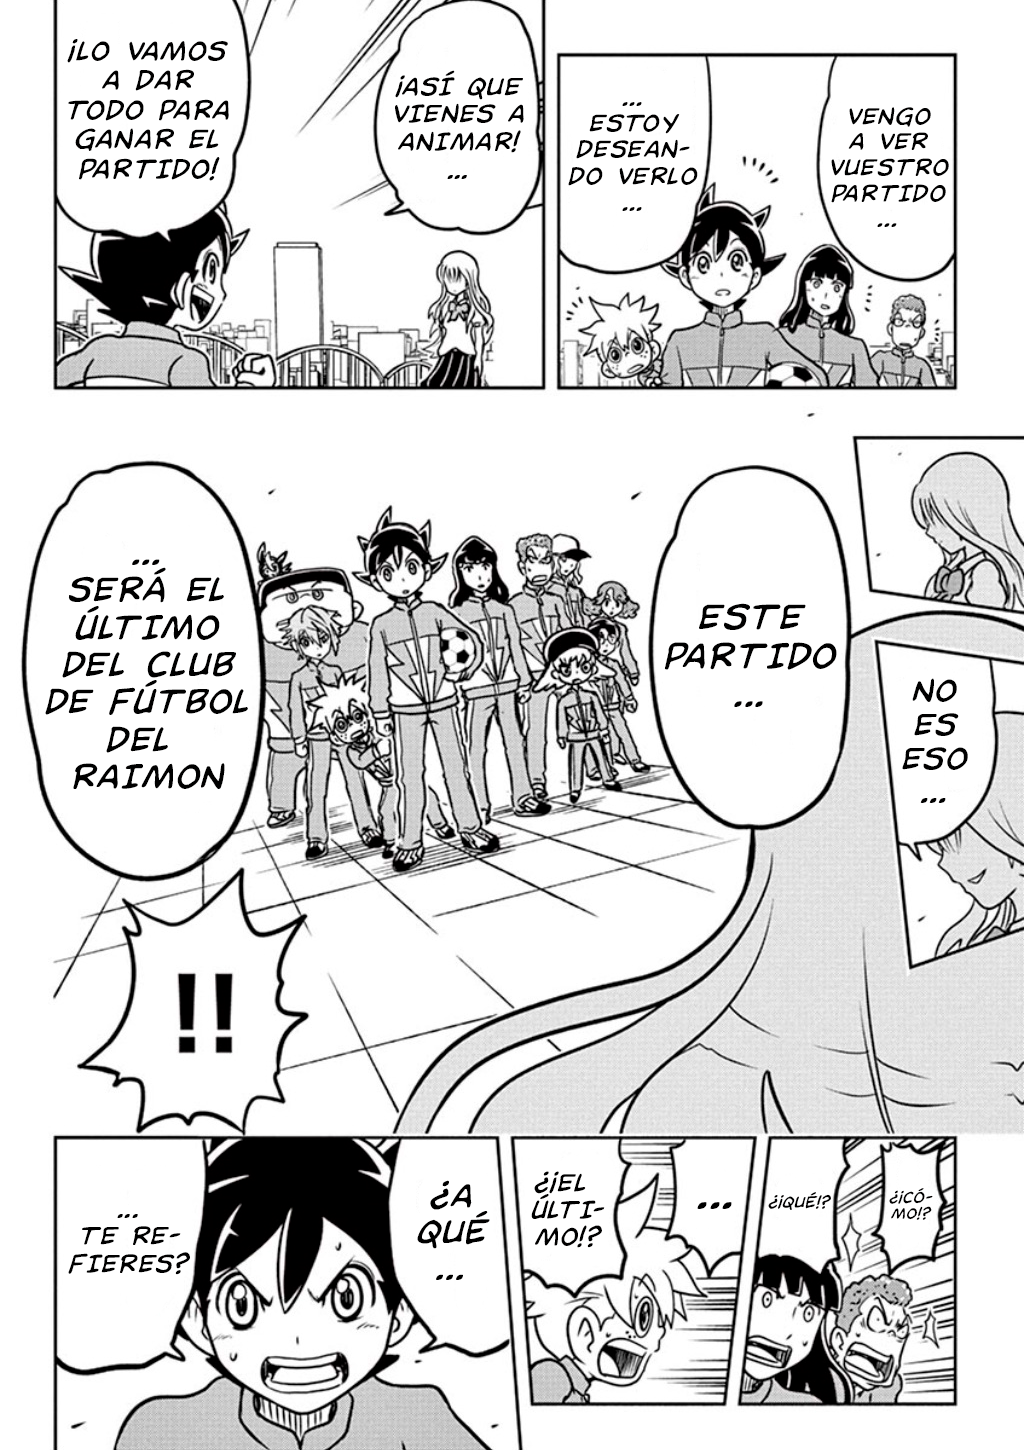 VENGO
A VER
VUESTRO
PARTIDO
...
...
ESTOY
DESEAN-
DO VERLO
...
¡ASÍ QUE
VIENES A
ANIMAR!
...
¡LO VAMOS
A DAR
TODO PARA
GANAR EL
PARTIDO!
NO
ES
ESO
...
ESTE
PARTIDO
...
...
SERÁ EL
ÚLTIMO
DEL CLUB
DE FÚTBOL
DEL
RAIMON
!!
¿¡CÓ-
MO!?
¿¡QUÉ!?
...
¿¡EL
ÚLTI-
MO!?
¿A
QUÉ
...
...
TE RE-
FIERES?